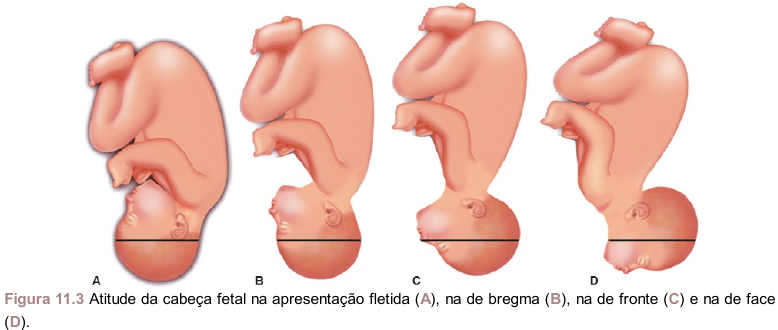 A B C D
Figura 11.3 Atitude da cabeça fetal na apresentação fletida (A), na de bregma (B), na de fronte (C) e na de face
(D).